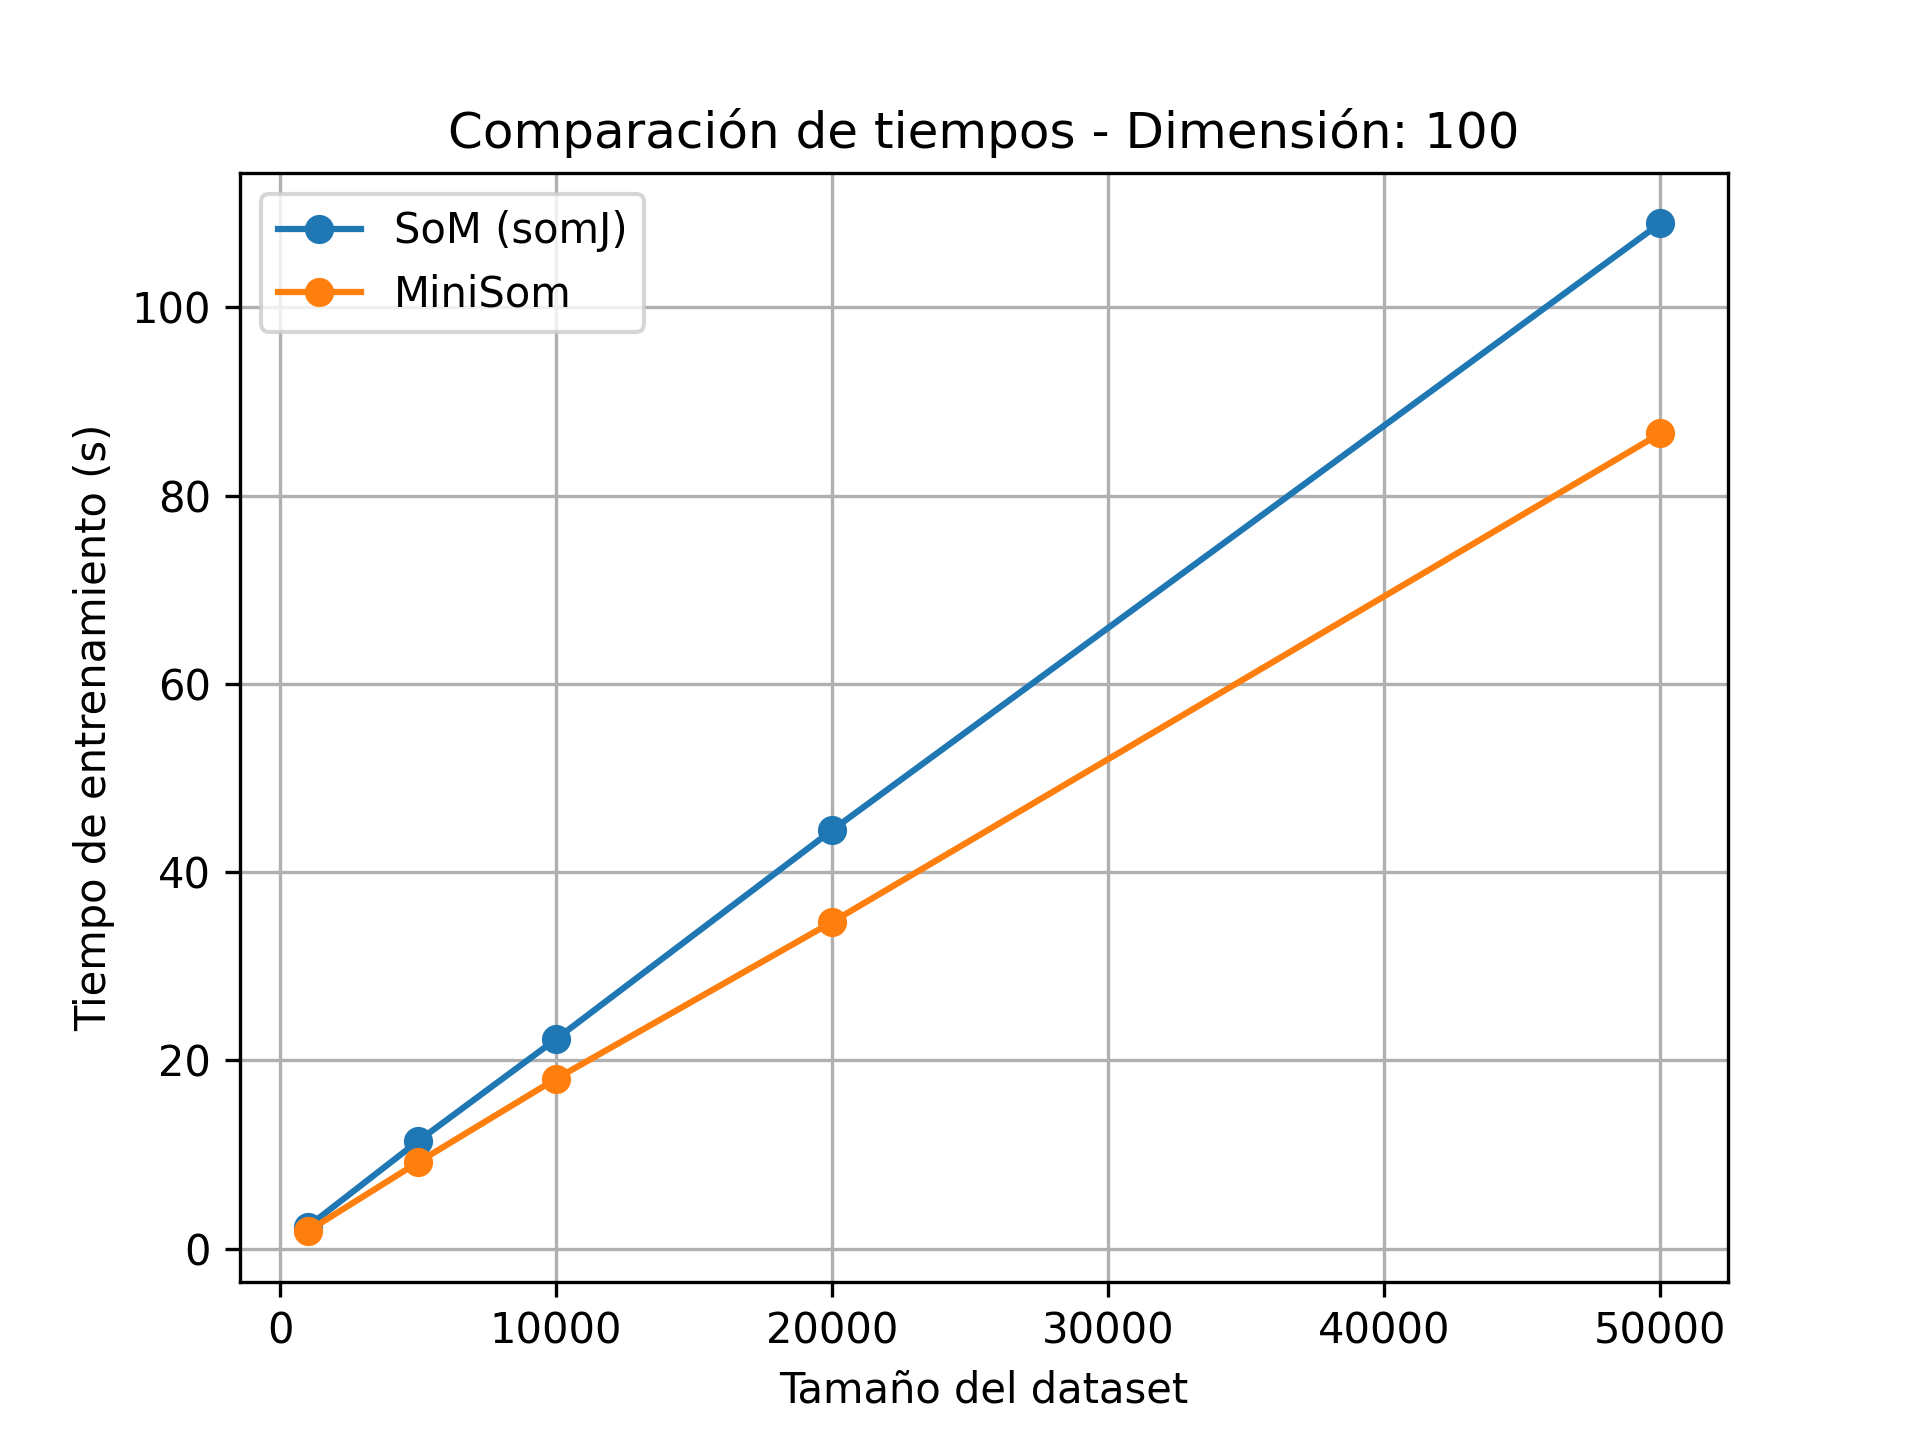 Comparación de tiempos - Dimensión: 100
SoM (somJ)
MiniSom
Tiempo de entrenamiento (s)
100
80
60
40
20
0
0 10000 20000 30000 40000 50000
Tamaño del dataset